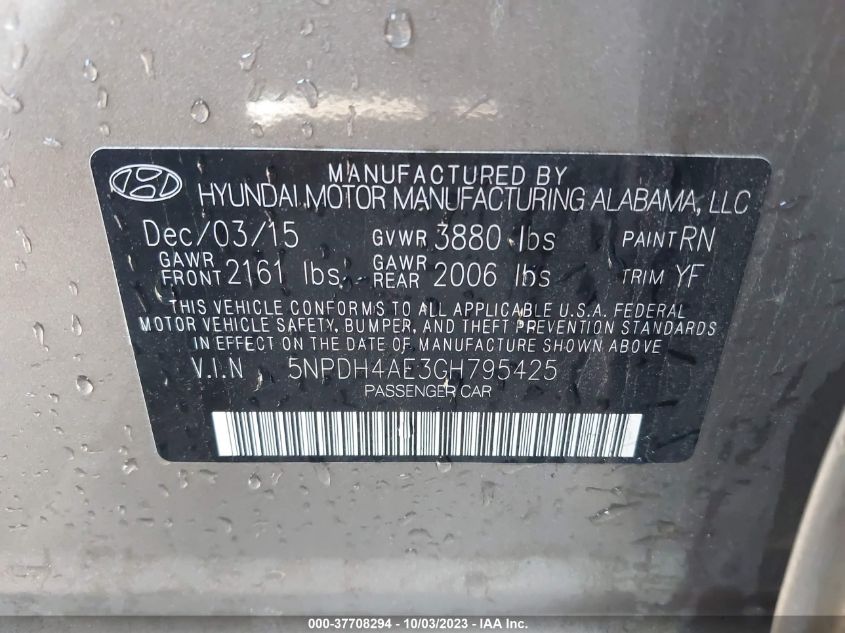 MANUFACTURED BY
HYUNDAI MOTOR MANUFACTURING ALABAMA, LLC
Dec/03/15 GVWR 3880 lbs PAINT RN
GAWR FRONT 2161 lbs GAWR REAR 2006 lbs TRIM YF
THIS VEHICLE CONFORMS TO ALL APPLICABLE U.S.A. FEDERAL
MOTOR VEHICLE SAFETY, BUMPER, AND THEFT PREVENTION STANDARDS
IN EFFECT ON THE DATE OF MANUFACTURE SHOWN ABOVE
V.I.N 5NPDH4AE3GH795425
PASSENGER CAR
000-37708294 - 10/03/2023 - IAA Inc.